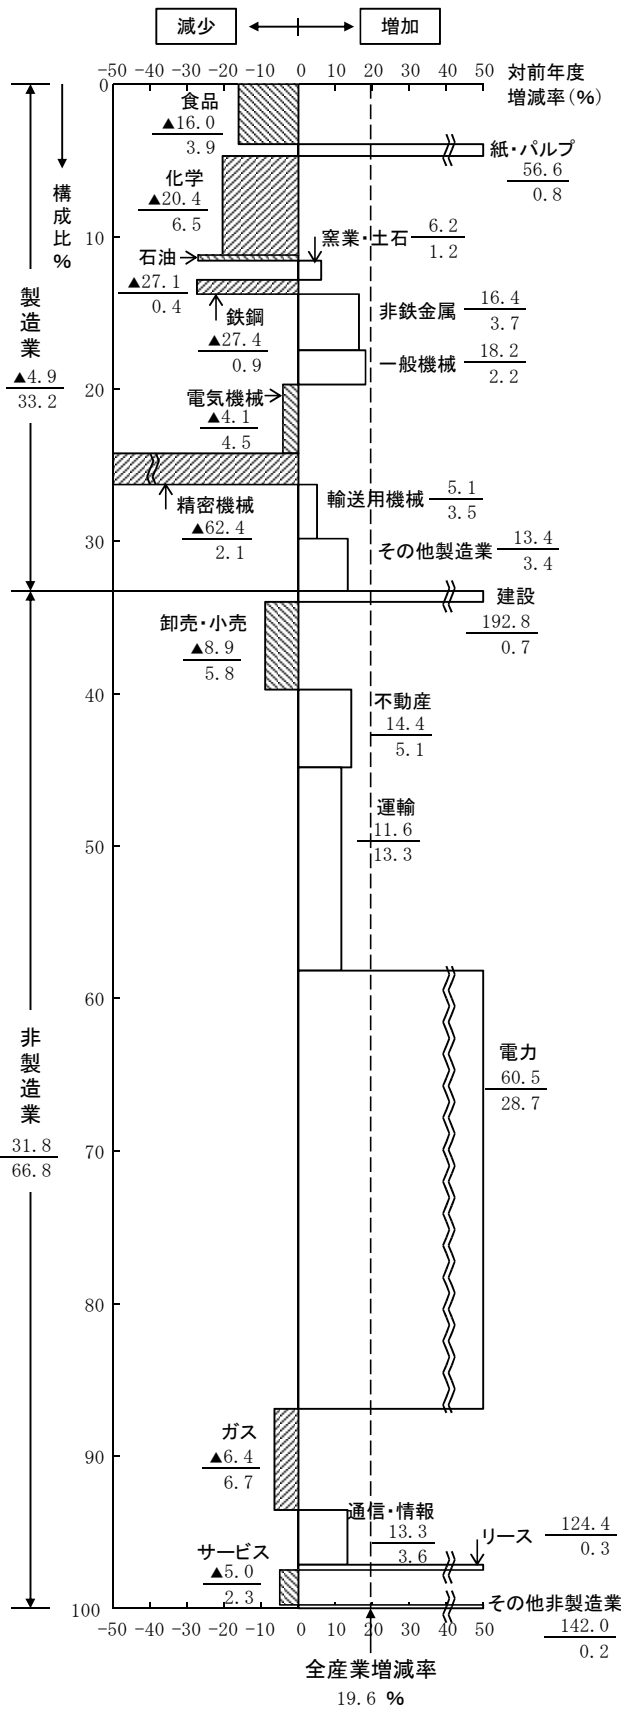 減少 増加
-50 -40 -30 -20 -10 0 10 20 30 40 50 対前年度
増減率(%)
0
食品
▲16.0
3.9
紙・パルプ
56.6
0.8
構成比%
化学
▲20.4
6.5
10
窯業・土石 6.2
1.2
石油
▲27.1
0.4
製造業
▲4.9
33.2
鉄鋼
▲27.4
0.9
非鉄金属 16.4
3.7
一般機械 18.2
2.2
20
電気機械
▲4.1
4.5
精密機械
▲62.4
2.1
輸送用機械 5.1
3.5
30
その他製造業 13.4
3.4
建設
192.8
0.7
卸売・小売
▲8.9
5.8
40
不動産
14.4
5.1
運輸
11.6
13.3
50
60
非製造業
31.8
66.8
電力
60.5
28.7
70
80
ガス
▲6.4
6.7
90
通信・情報
13.3
3.6
リース 124.4
0.3
サービス
▲5.0
2.3
その他非製造業
142.0
0.2
100
-50 -40 -30 -20 -10 0 10 20 30 40 50
全産業増減率
19.6 %